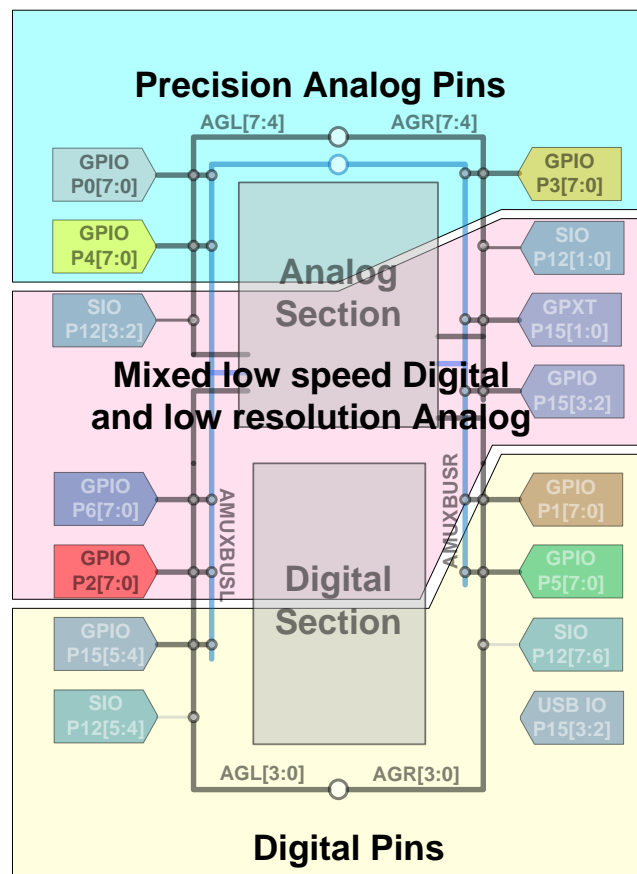 Precision Analog Pins
AGL[7:4]
AGR[7:4]
GPIO
P0[7:0]
GPIO
P3[7:0]
GPIO
P4[7:0]
SIO
P12[1:0]
Analog
Section
SIO
P12[3:2]
GPXT
P15[1:0]
Mixed low speed Digital
and low resolution Analog
GPIO
P15[3:2]
GPIO
P6[7:0]
AMUXBUSL
AMUXBUSR
GPIO
P1[7:0]
GPIO
P2[7:0]
Digital
Section
GPIO
P5[7:0]
GPIO
P15[5:4]
SIO
P12[7:6]
SIO
P12[5:4]
USB IO
P15[3:2]
AGL[3:0]
AGR[3:0]
Digital Pins